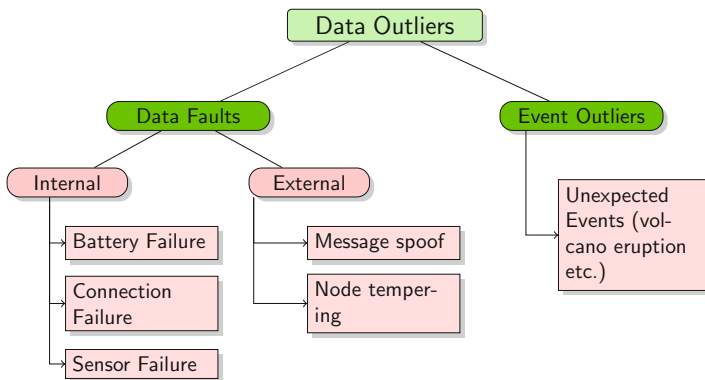 Data Outliers
Data Faults
Event Outliers
Internal
External
Battery Failure
Connection
Failure
Sensor Failure
Message spoof
Node temper-
ing
Unexpected
Events (vol-
cano eruption
etc.)